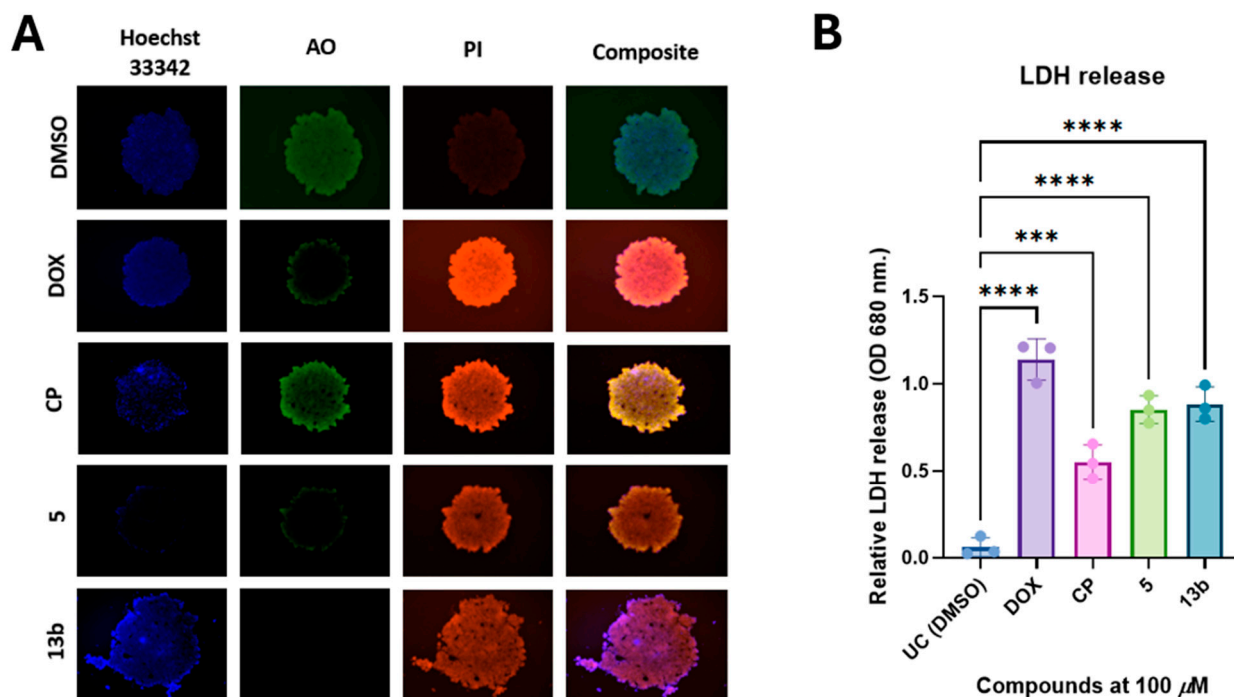 A
Hoechst
33342
AO
PI
Composite
DMSO
DOX
CP
5
13b
B
LDH release
****
****
***
****
Relative LDH release (OD 680 nm.)
1.5
1.0
0.5
0.0
UC (DMSO)
DOX
CP
5
13b
Compounds at 100 μM